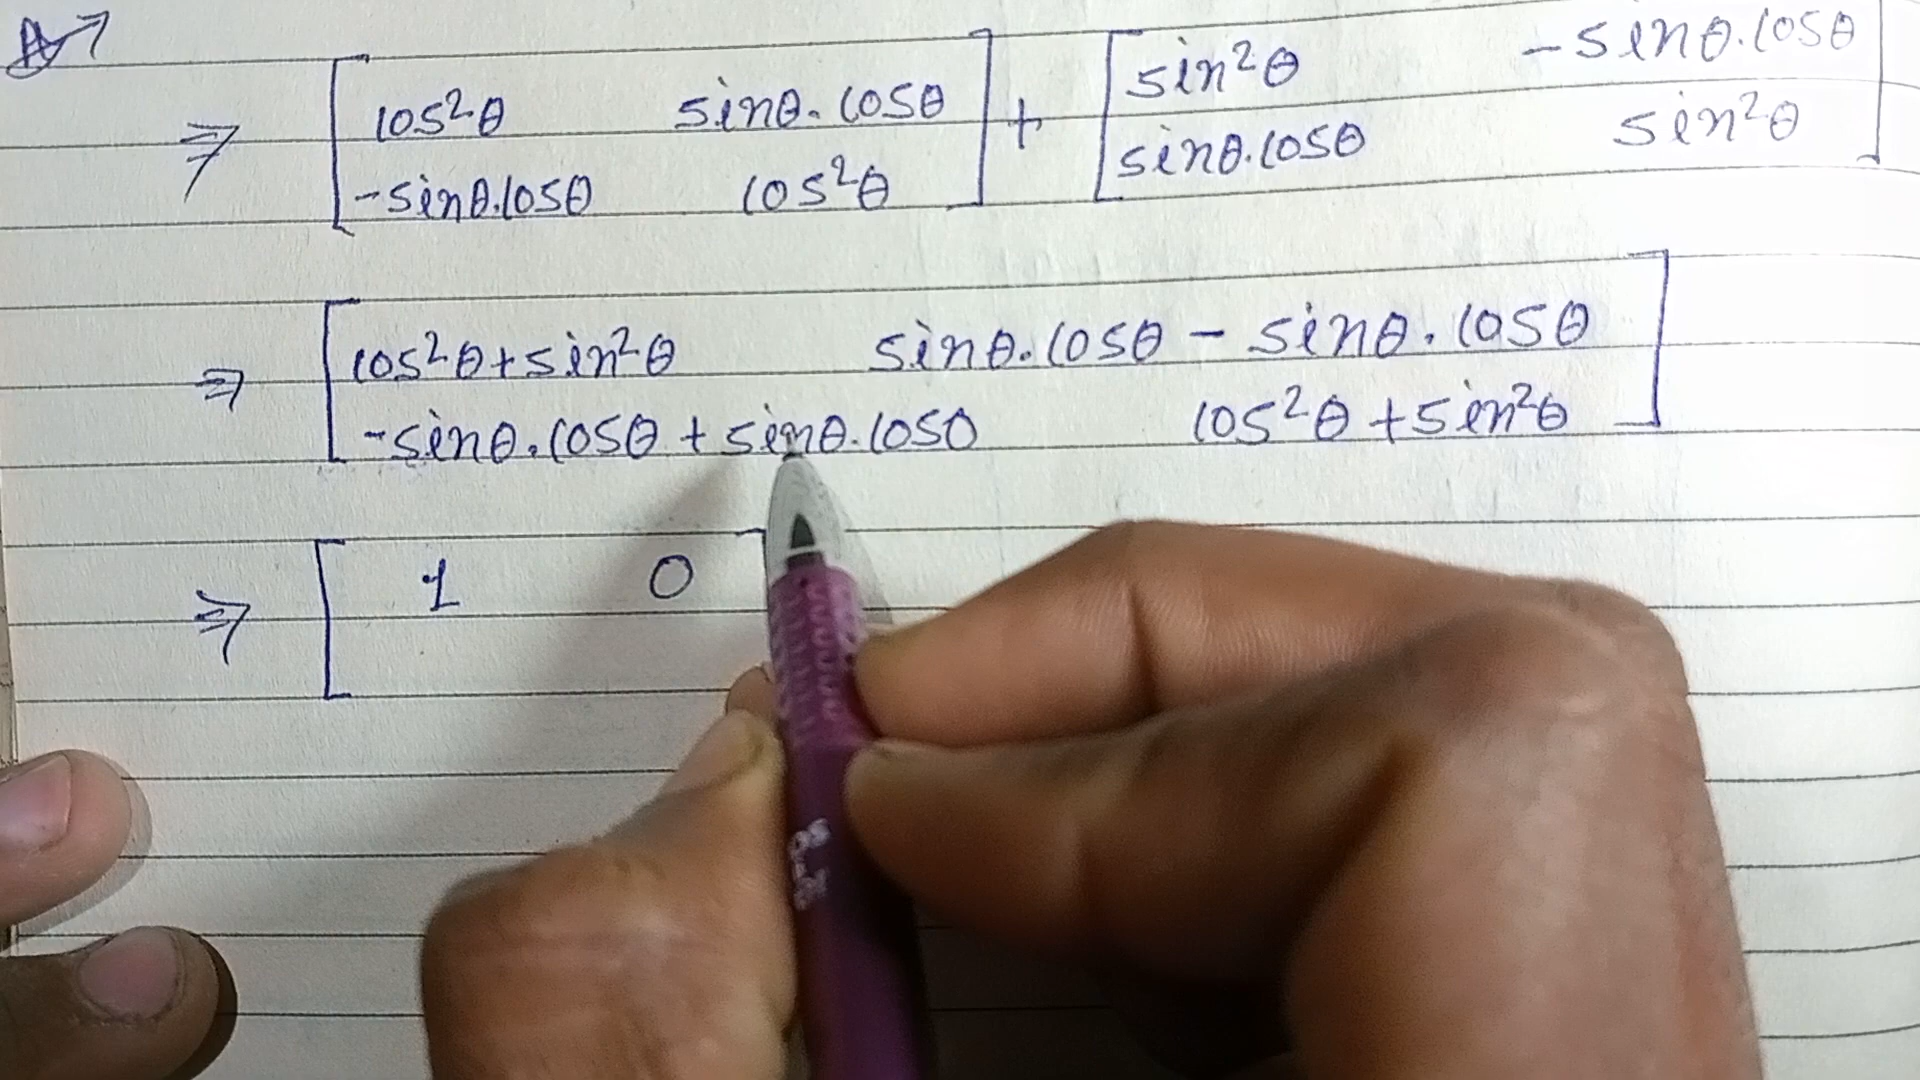 A→
⇒ [cos²θ sinθ.cosθ] + [sin²θ -sinθ.cosθ]
[-sinθ.cosθ cos²θ] [sinθ.cosθ sin²θ]
⇒ [cos²θ+sin²θ sinθ.cosθ - sinθ.cosθ]
[-sinθ.cosθ + sinθ.cosθ cos²θ + sin²θ]
⇒ [1 0